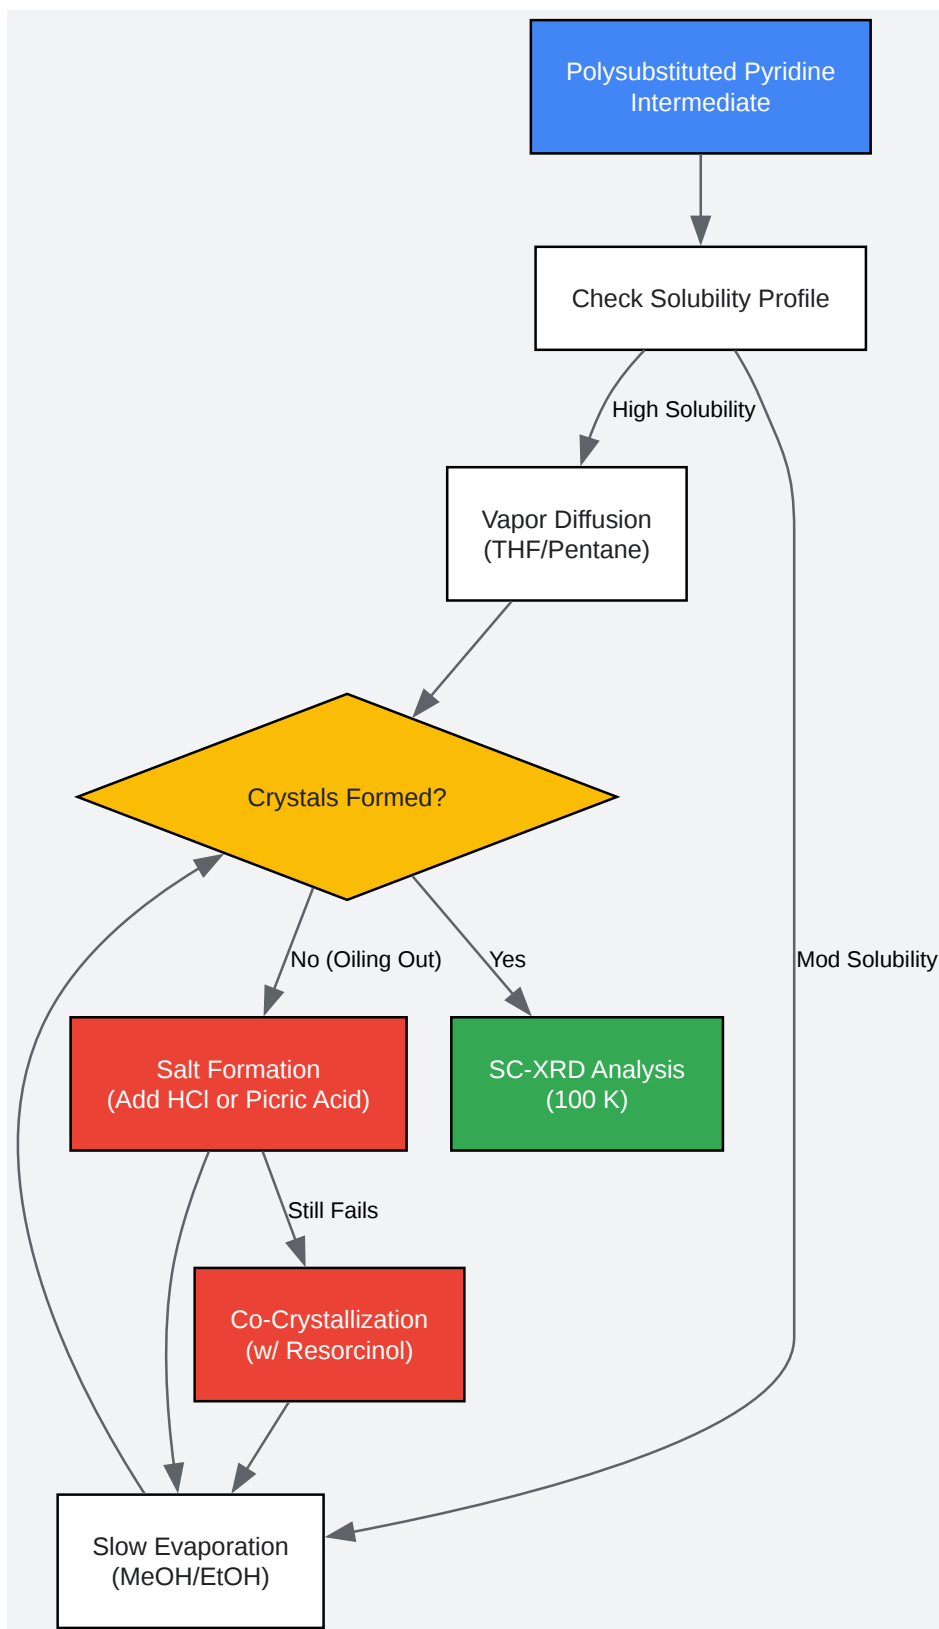 Polysubstituted Pyridine
Intermediate
Check Solubility Profile
High Solubility
Vapor Diffusion
(THF/Pentane)
Crystals Formed?
No (Oiling Out)
Yes
Mod Solubility
Salt Formation
(Add HCl or Picric Acid)
SC-XRD Analysis
(100 K)
Still Fails
Co-Crystallization
(w/ Resorcinol)
Slow Evaporation
(MeOH/EtOH)